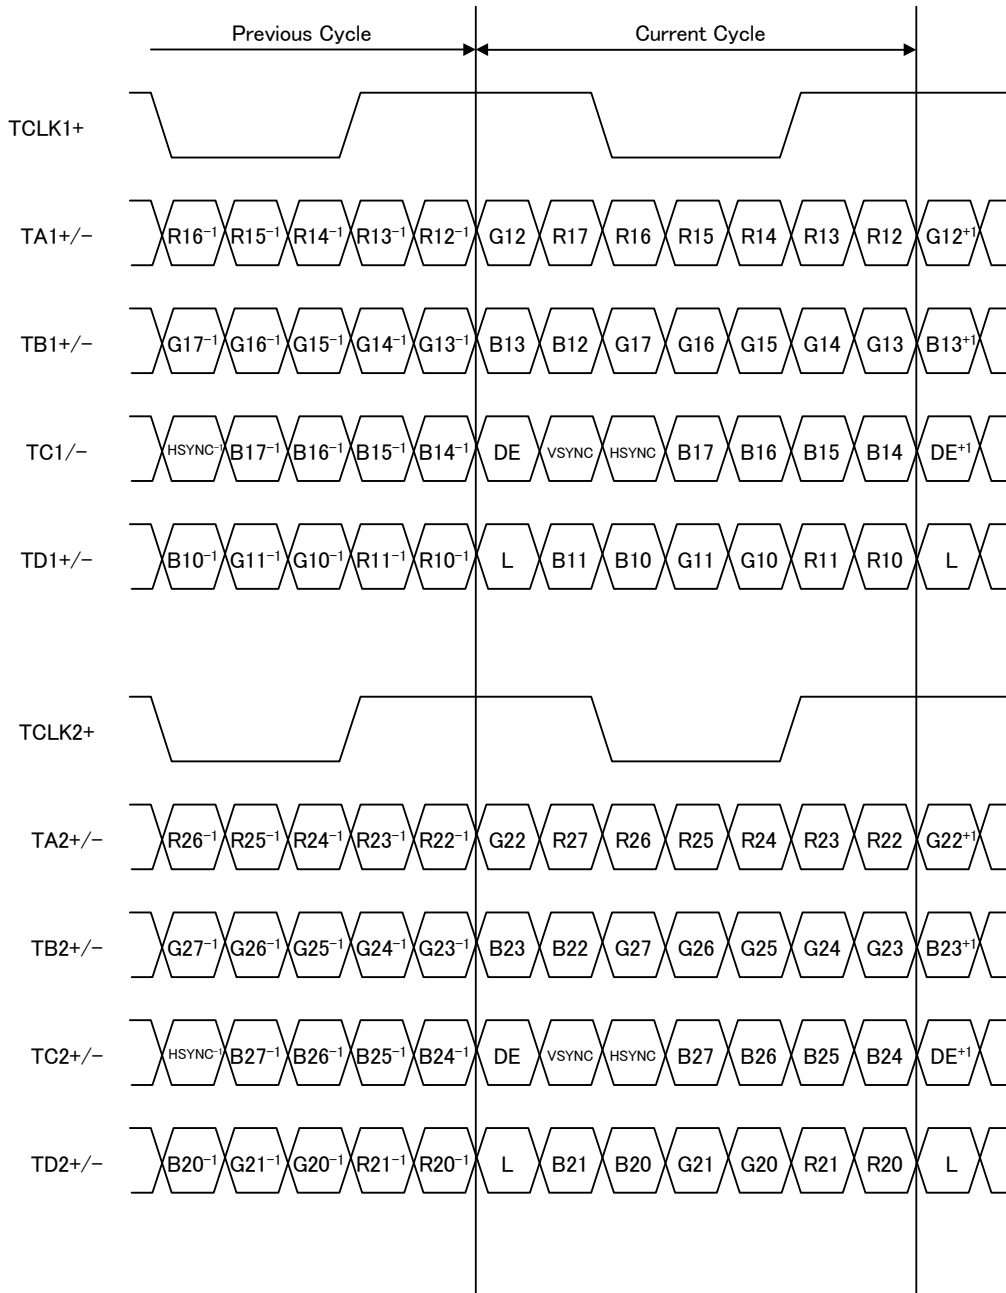 Previous Cycle Current Cycle
TCLK1+
TA1+/− R16⁻¹ R15⁻¹ R14⁻¹ R13⁻¹ R12⁻¹ G12 R17 R16 R15 R14 R13 R12 G12⁺¹
TB1+/− G17⁻¹ G16⁻¹ G15⁻¹ G14⁻¹ G13⁻¹ B13 B12 G17 G16 G15 G14 G13 B13⁺¹
TC1/− HSYNC⁻¹ B17⁻¹ B16⁻¹ B15⁻¹ B14⁻¹ DE VSYNC HSYNC B17 B16 B15 B14 DE⁺¹
TD1+/− B10⁻¹ G11⁻¹ G10⁻¹ R11⁻¹ R10⁻¹ L B11 B10 G11 G10 R11 R10 L
TCLK2+
TA2+/− R26⁻¹ R25⁻¹ R24⁻¹ R23⁻¹ R22⁻¹ G22 R27 R26 R25 R24 R23 R22 G22⁺¹
TB2+/− G27⁻¹ G26⁻¹ G25⁻¹ G24⁻¹ G23⁻¹ B23 B22 G27 G26 G25 G24 G23 B23⁺¹
TC2+/− HSYNC⁻¹ B27⁻¹ B26⁻¹ B25⁻¹ B24⁻¹ DE VSYNC HSYNC B27 B26 B25 B24 DE⁺¹
TD2+/− B20⁻¹ G21⁻¹ G20⁻¹ R21⁻¹ R20⁻¹ L B21 B20 G21 G20 R21 R20 L